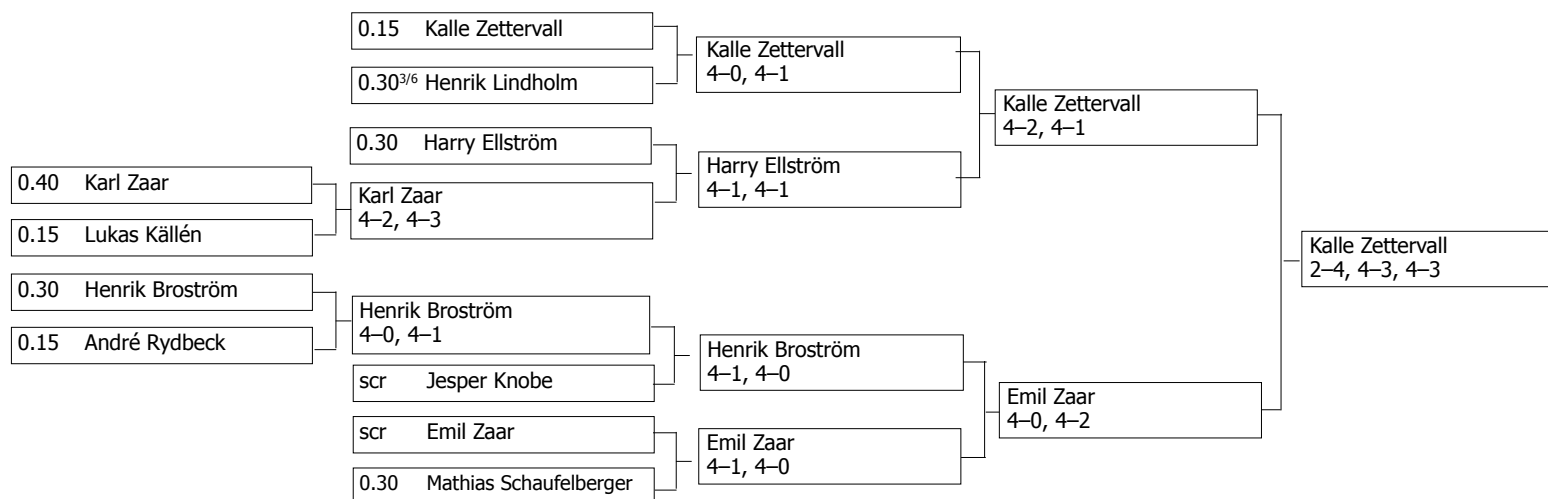 0.15 Kalle Zettervall
0.30³/⁶ Henrik Lindholm
0.30 Harry Ellström
0.40 Karl Zaar
0.15 Lukas Källén
Karl Zaar
4–2, 4–3
0.30 Henrik Broström
0.15 André Rydbeck
Henrik Broström
4–0, 4–1
scr Jesper Knobe
scr Emil Zaar
0.30 Mathias Schaufelberger
Kalle Zettervall
4–0, 4–1
Harry Ellström
4–1, 4–1
Henrik Broström
4–1, 4–0
Emil Zaar
4–1, 4–0
Kalle Zettervall
4–2, 4–1
Emil Zaar
4–0, 4–2
Kalle Zettervall
2–4, 4–3, 4–3